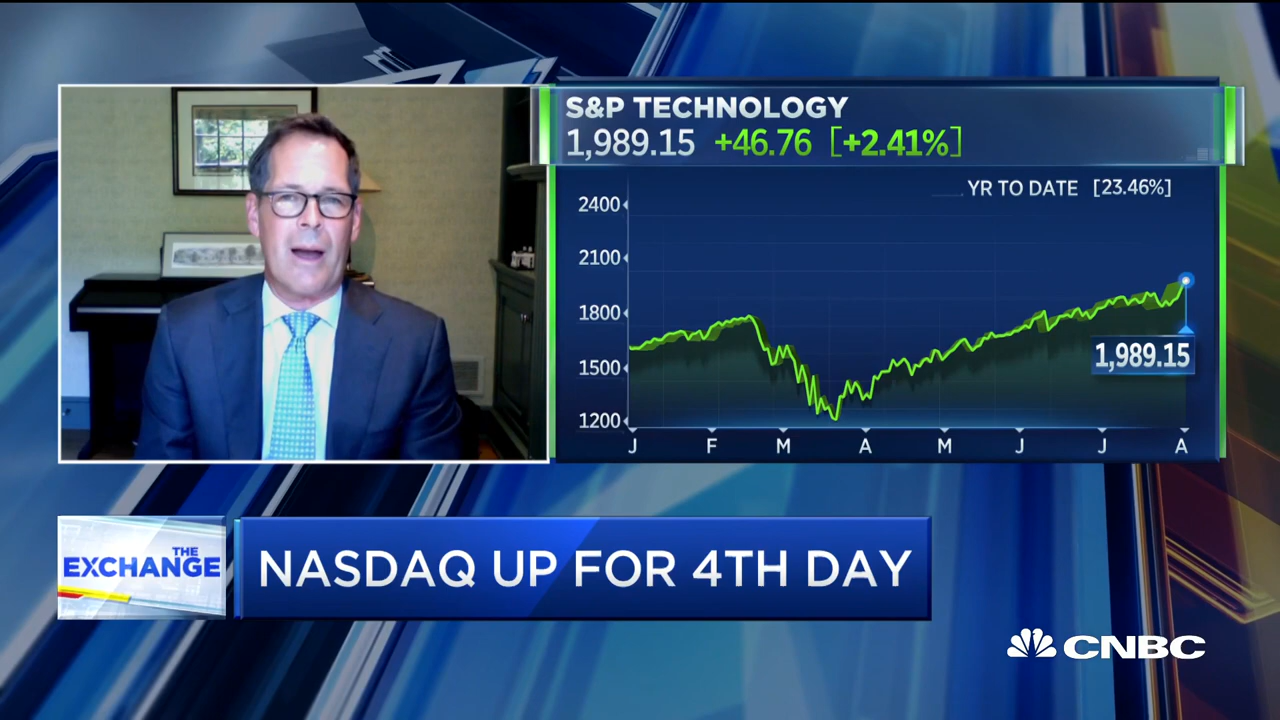 S&P TECHNOLOGY
1,989.15 +46.76 [+2.41%]
YR TO DATE [23.46%]
2400
2100
1800
1500
1200
1,989.15
J F M A M J J A
THE
EXCHANGE
NASDAQ UP FOR 4TH DAY
CNBC